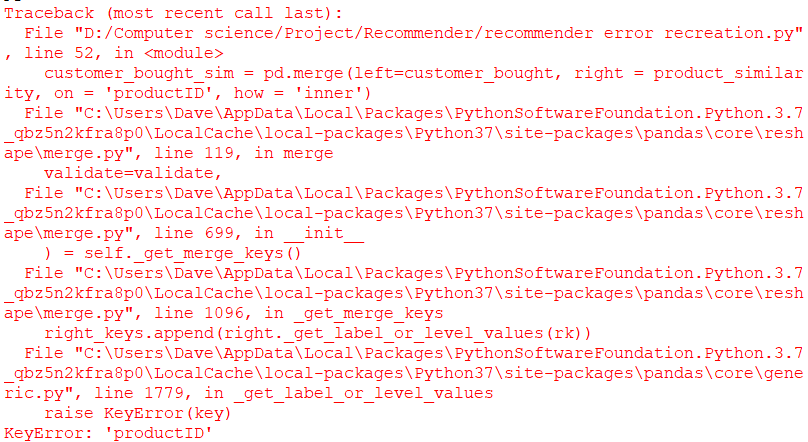 Traceback (most recent call last):
  File "D:/Computer science/Project/Recommender/recommender error recreation.py"
, line 52, in <module>
    customer_bought_sim = pd.merge(left=customer_bought, right = product_similar
ity, on = 'productID', how = 'inner')
  File "C:\Users\Dave\AppData\Local\Packages\PythonSoftwareFoundation.Python.3.7
_qbz5n2kfra8p0\LocalCache\local-packages\Python37\site-packages\pandas\core\resh
ape\merge.py", line 119, in merge
    validate=validate,
  File "C:\Users\Dave\AppData\Local\Packages\PythonSoftwareFoundation.Python.3.7
_qbz5n2kfra8p0\LocalCache\local-packages\Python37\site-packages\pandas\core\resh
ape\merge.py", line 699, in __init__
    ) = self._get_merge_keys()
  File "C:\Users\Dave\AppData\Local\Packages\PythonSoftwareFoundation.Python.3.7
_qbz5n2kfra8p0\LocalCache\local-packages\Python37\site-packages\pandas\core\resh
ape\merge.py", line 1096, in _get_merge_keys
    right_keys.append(right._get_label_or_level_values(rk))
  File "C:\Users\Dave\AppData\Local\Packages\PythonSoftwareFoundation.Python.3.7
_qbz5n2kfra8p0\LocalCache\local-packages\Python37\site-packages\pandas\core\gene
ric.py", line 1779, in _get_label_or_level_values
    raise KeyError(key)
KeyError: 'productID'